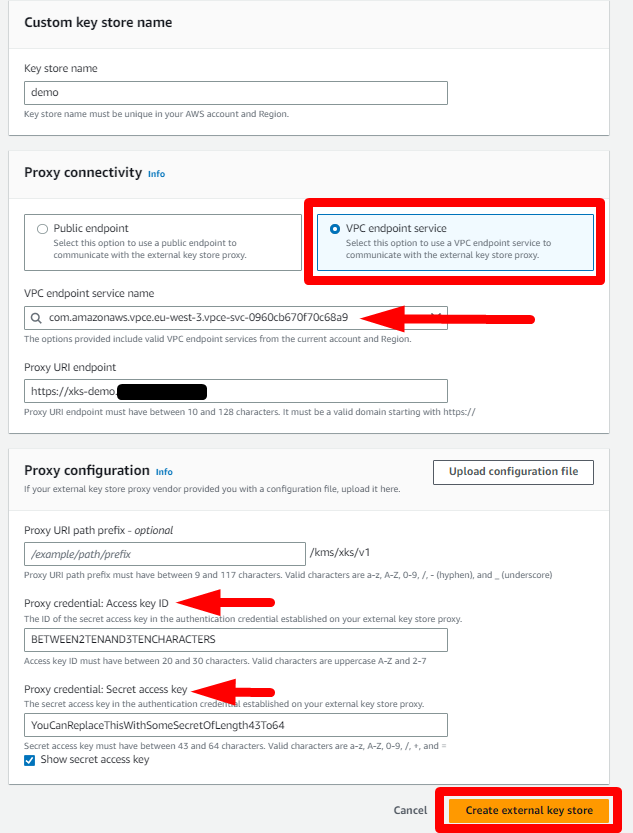 Custom key store name
Key store name
demo
Key store name must be unique in your AWS account and Region.
Proxy connectivity Info
Public endpoint
Select this option to use a public endpoint to
communicate with the external key store proxy.
VPC endpoint service
Select this option to use a VPC endpoint service to
communicate with the external key store proxy.
VPC endpoint service name
com.amazonaws.vpce.eu-west-3.vpce-svc-0960cb670f70c68a9
The options provided include valid VPC endpoint services from the current account and Region.
Proxy URI endpoint
https://xks-demo.
Proxy URI endpoint must have between 10 and 128 characters. It must be a valid domain starting with https://
Proxy configuration Info
If your external key store proxy vendor provided you with a configuration file, upload it here.
Upload configuration file
Proxy URI path prefix - optional
/example/path/prefix /kms/xks/v1
Proxy URI path prefix must have between 9 and 117 characters. Valid characters are a-z, A-Z, 0-9, /, - (hyphen), and _ (underscore)
Proxy credential: Access key ID
The ID of the secret access key in the authentication credential established on your external key store proxy.
BETWEEN2TENAND3TENCHARACTERS
Access key ID must have between 20 and 30 characters. Valid characters are uppercase A-Z and 2-7
Proxy credential: Secret access key
The secret access key in the authentication credential established on your external key store proxy.
YouCanReplaceThisWithSomeSecretOfLength43To64
Secret access key must have between 43 and 64 characters. Valid characters are a-z, A-Z, 0-9, /, +, and =
Show secret access key
Cancel Create external key store